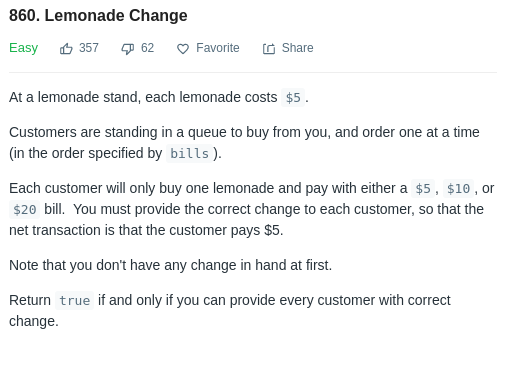 860. Lemonade Change
Easy 357 62 Favorite Share
At a lemonade stand, each lemonade costs $5.
Customers are standing in a queue to buy from you, and order one at a time
(in the order specified by bills).
Each customer will only buy one lemonade and pay with either a $5, $10, or
$20 bill. You must provide the correct change to each customer, so that the
net transaction is that the customer pays $5.
Note that you don't have any change in hand at first.
Return true if and only if you can provide every customer with correct
change.